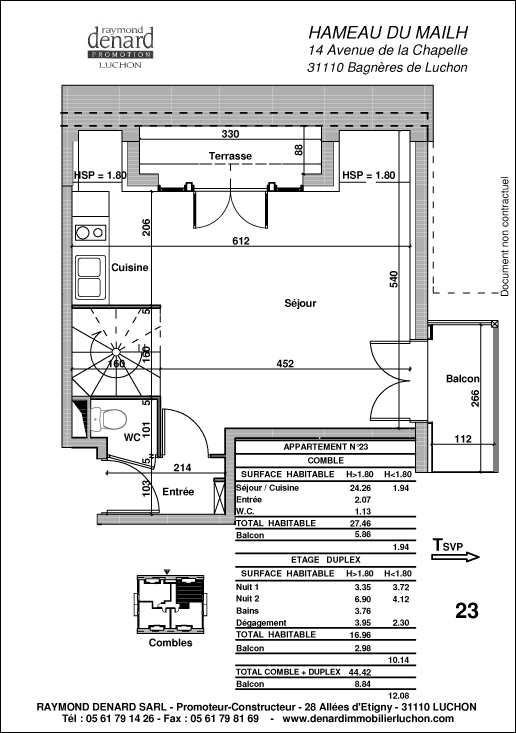 raymond
denard
PROMOTION
LUCHON
HAMEAU DU MAILH
14 Avenue de la Chapelle
31110 Bagnères de Luchon
330
88
Terrasse
HSP = 1.80
HSP = 1.80
206
612
540
Cuisine
Séjour
5
160
160
452
Balcon
266
112
5
101
WC
5
214
103
Entrée
Document non contractuel
APPARTEMENT N°23
COMBLE
SURFACE HABITABLE H>1.80 H<1.80
Séjour / Cuisine 24.26 1.94
Entrée 2.07
W.C. 1.13
TOTAL HABITABLE 27.46
Balcon 5.86
1.94
ETAGE DUPLEX
SURFACE HABITABLE H>1.80 H<1.80
Nuit 1 3.35 3.72
Nuit 2 6.90 4.12
Bains 3.76
Dégagement 3.95 2.30
TOTAL HABITABLE 16.96
Balcon 2.98
10.14
TOTAL COMBLE + DUPLEX 44.42
Balcon 8.84
12.08
TSVP
23
Combles
RAYMOND DENARD SARL - Promoteur-Constructeur - 28 Allées d'Etigny - 31110 LUCHON
Tél : 05 61 79 14 26 - Fax : 05 61 79 81 69 - www.denardimmobilierluchon.com